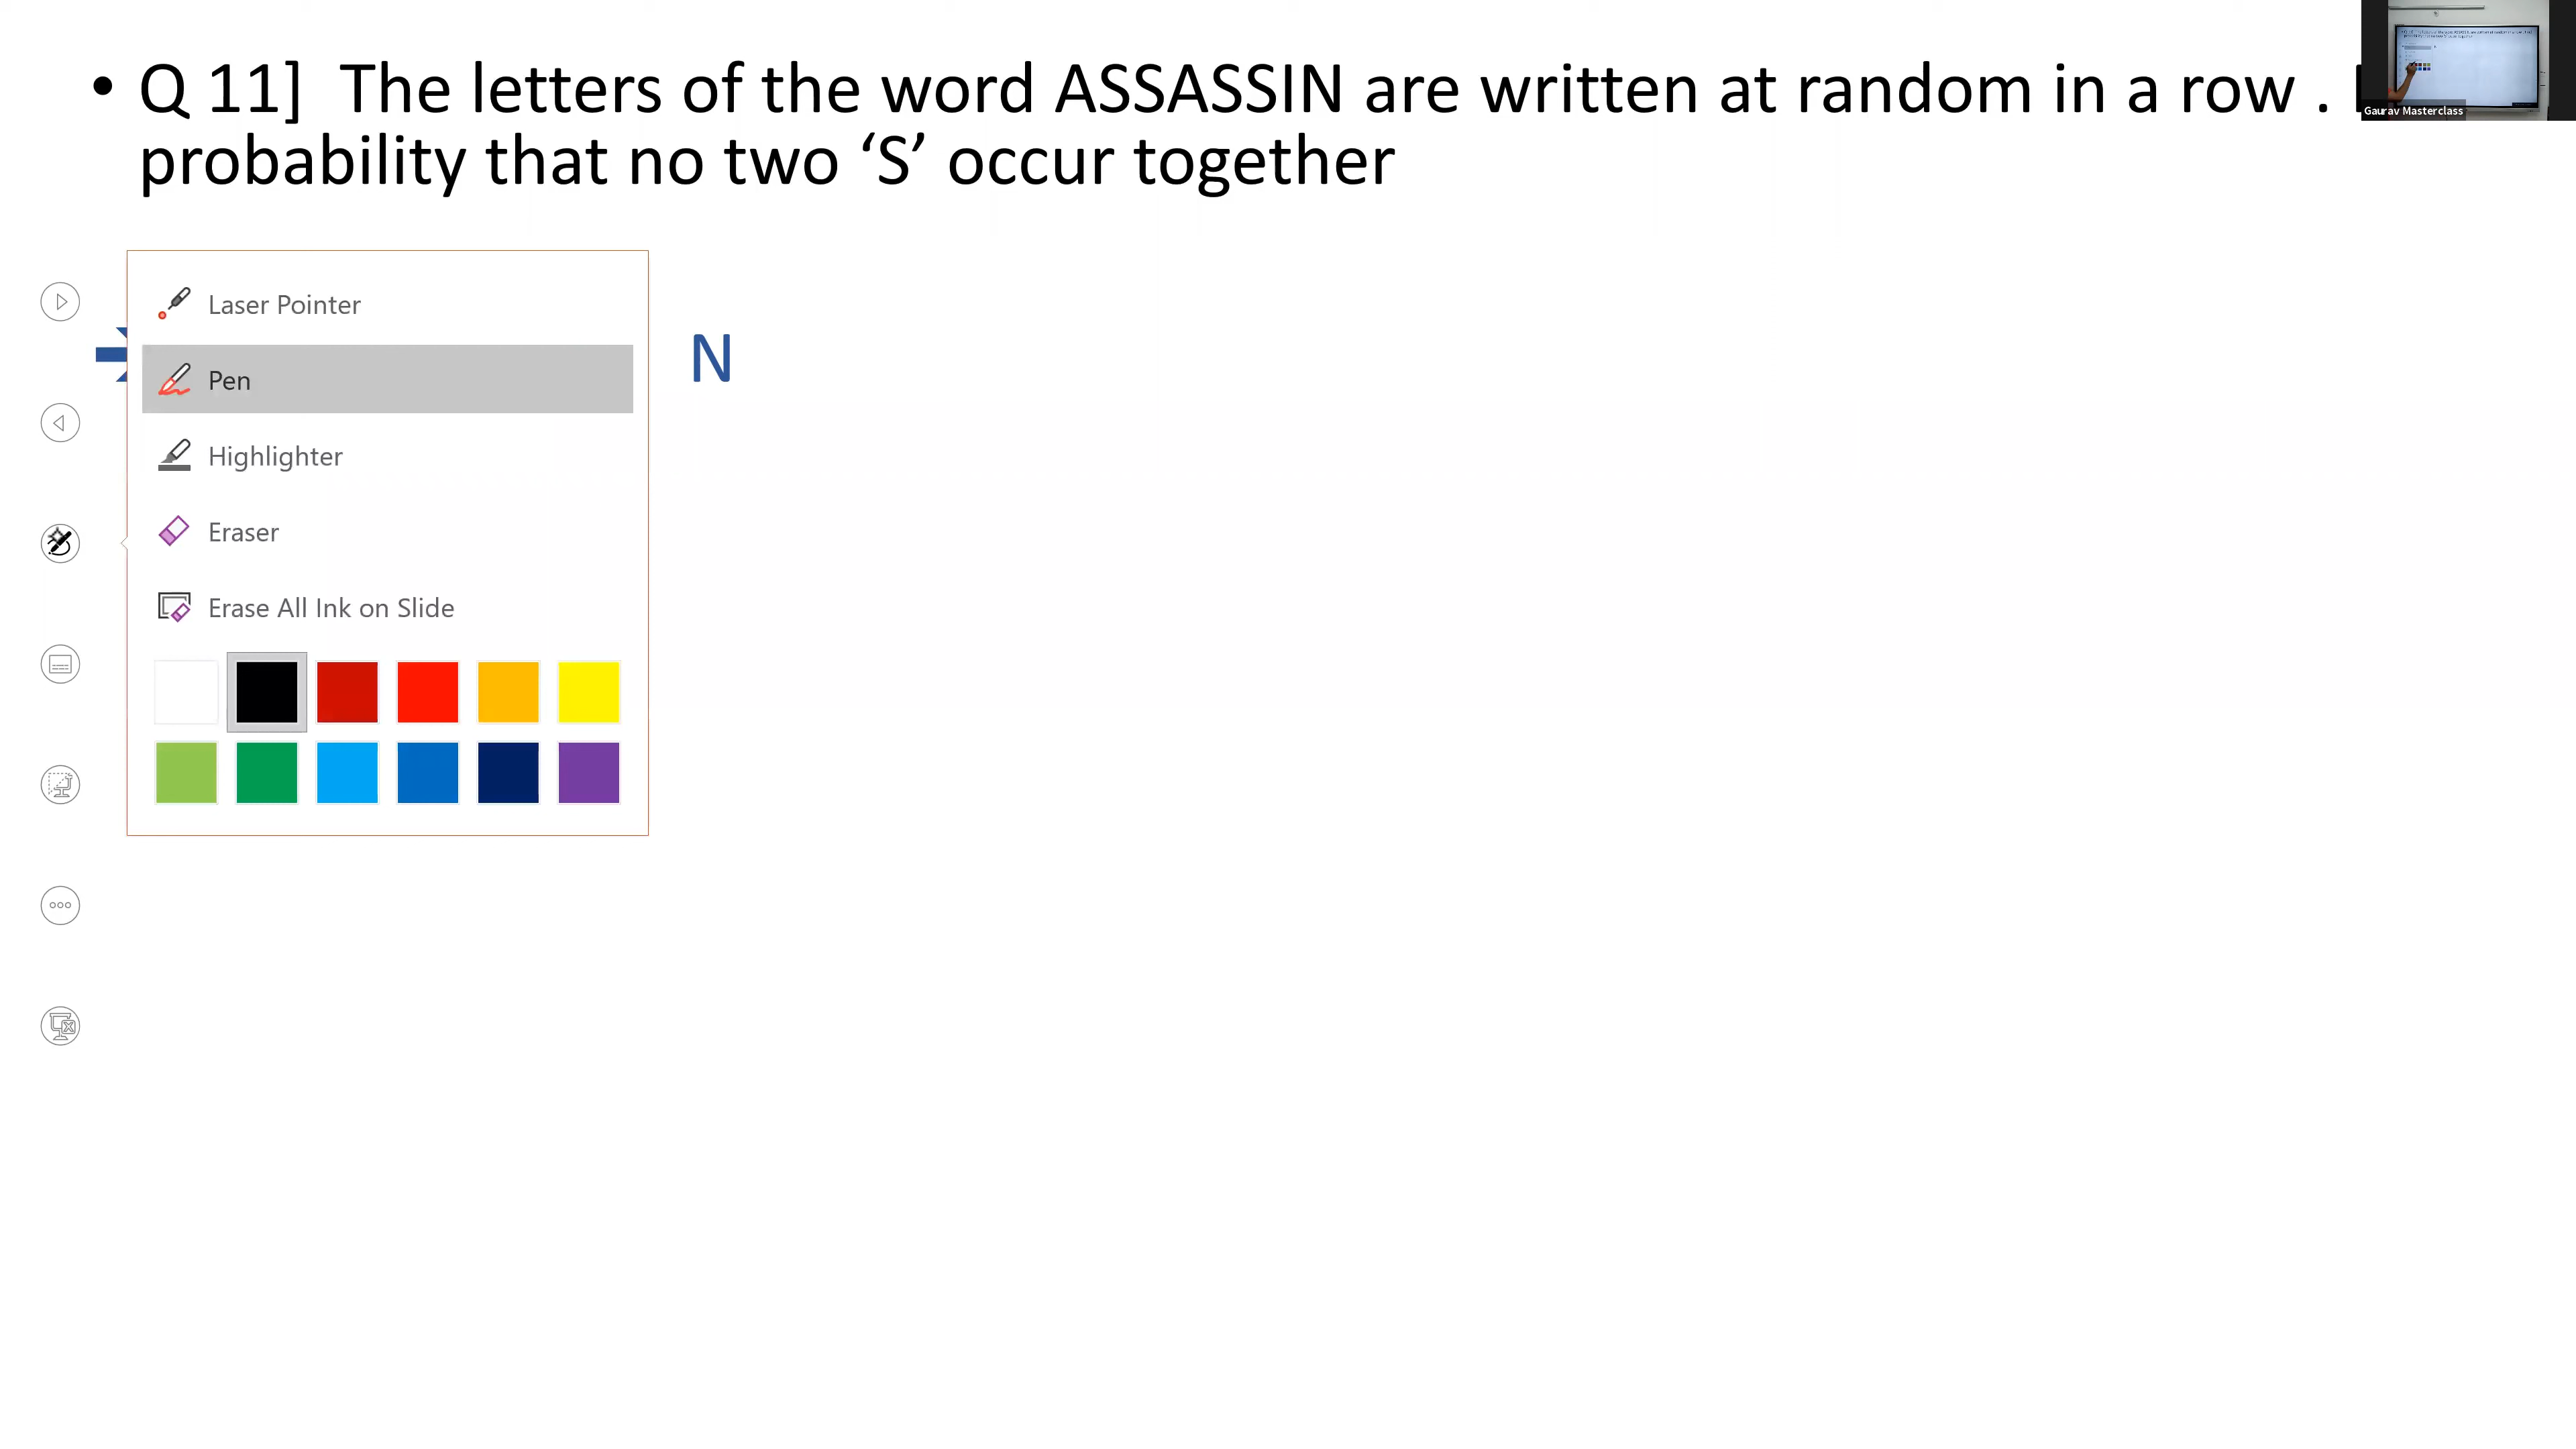 • Q 11] The letters of the word ASSASSIN are written at random in a row .
probability that no two ‘S’ occur together
Gaurav Masterclass
Laser Pointer
N
Pen
Highlighter
Eraser
Erase All Ink on Slide